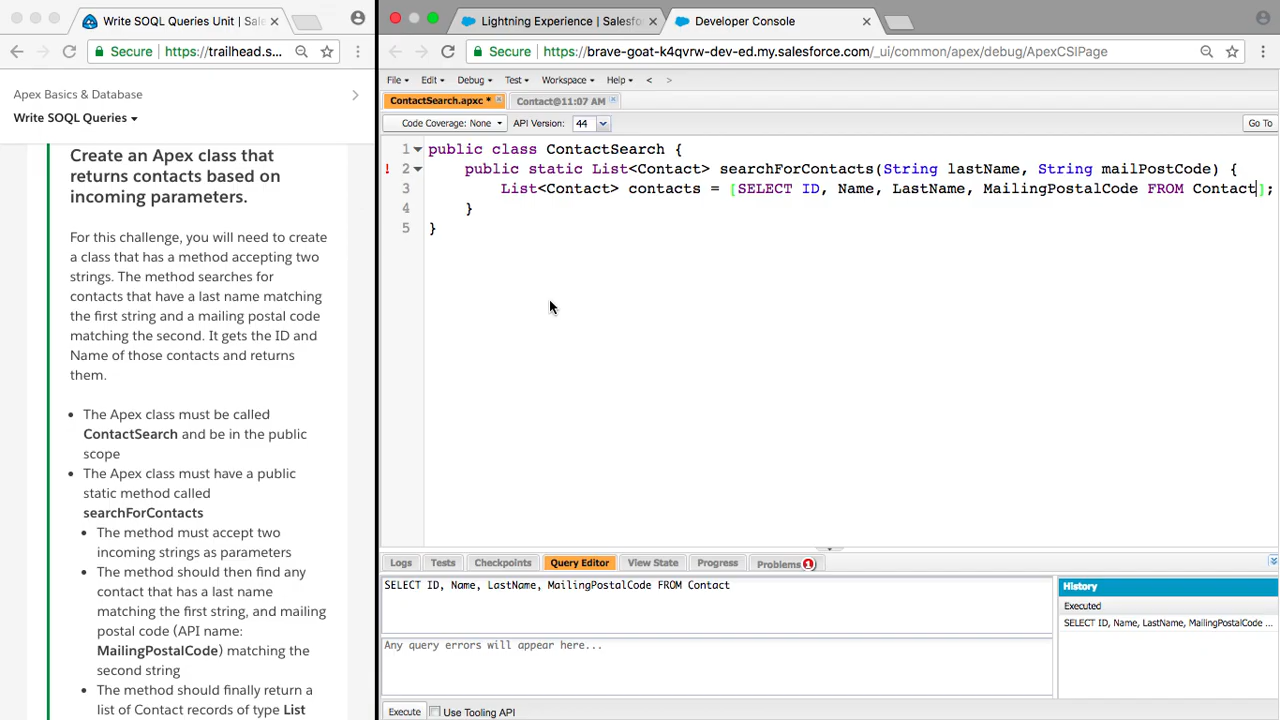 Write SOQL Queries Unit | Sale
Secure
https://trailhead.s...
Apex Basics & Database
Write SOQL Queries
Create an Apex class that
returns contacts based on
incoming parameters.
For this challenge, you will need to create
a class that has a method accepting two
strings. The method searches for
contacts that have a last name matching
the first string and a mailing postal code
matching the second. It gets the ID and
Name of those contacts and returns
them.
The Apex class must be called
ContactSearch and be in the public
scope
The Apex class must have a public
static method called
searchForContacts
The method must accept two
incoming strings as parameters
The method should then find any
contact that has a last name
matching the first string, and mailing
postal code (API name:
MailingPostalCode) matching the
second string
The method should finally return a
list of Contact records of type List
Lightning Experience | Salesfo
Developer Console
Secure
https://brave-goat-k4qvrw-dev-ed.my.salesforce.com/_ui/common/apex/debug/ApexCSIPage
File Edit Debug Test Workspace Help < >
ContactSearch.apxc *
Contact@11:07 AM
Code Coverage: None
API Version: 44
Go To
1 public class ContactSearch {
! 2 public static List<Contact> searchForContacts(String lastName, String mailPostCode) {
3 List<Contact> contacts = [SELECT ID, Name, LastName, MailingPostalCode FROM Contact];
4 }
5 }
Logs Tests Checkpoints Query Editor View State Progress Problems 1
SELECT ID, Name, LastName, MailingPostalCode FROM Contact
Any query errors will appear here...
Execute
Use Tooling API
History
Executed
SELECT ID, Name, LastName, MailingPostalCode ...